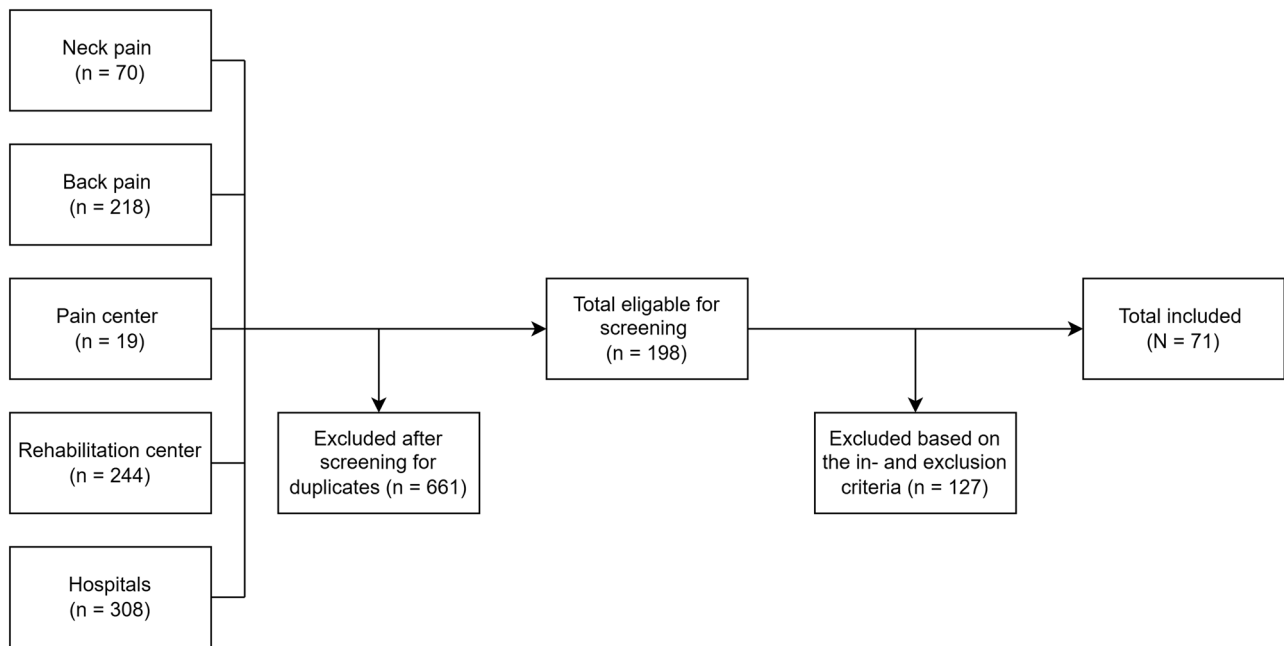 Neck pain
(n = 70)
Back pain
(n = 218)
Pain center
(n = 19)
Rehabilitation center
(n = 244)
Hospitals
(n = 308)
Excluded after
screening for
duplicates (n = 661)
Total eligable for
screening
(n = 198)
Excluded based on
the in- and exclusion
criteria (n = 127)
Total included
(N = 71)